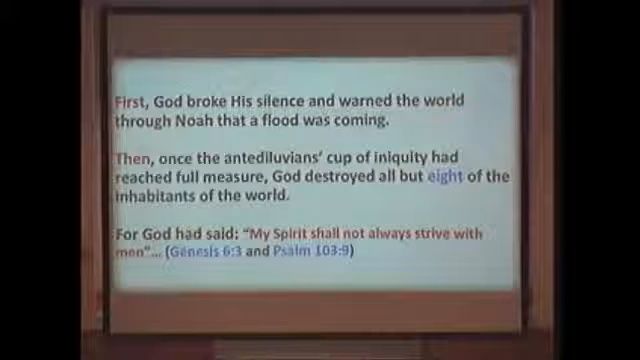 First, God broke His silence and warned the world
through Noah that a flood was coming.
Then, once the antediluvians' cup of iniquity had
reached full measure, God destroyed all but eight of the
inhabitants of the world.
For God had said: "My Spirit shall not always strive with
men"... (Genesis 6:3 and Psalm 103:9)